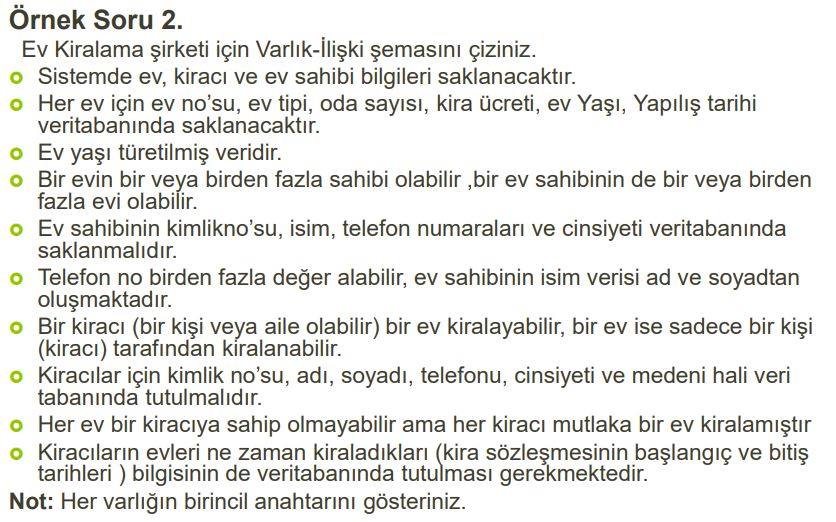 Örnek Soru 2.
Ev Kiralama şirketi için Varlık-İlişki şemasını çiziniz.
Sistemde ev, kiracı ve ev sahibi bilgileri saklanacaktır.
Her ev için ev no’su, ev tipi, oda sayısı, kira ücreti, ev Yaşı, Yapılış tarihi
veritabanında saklanacaktır.
Ev yaşı türetilmiş veridir.
Bir evin bir veya birden fazla sahibi olabilir ,bir ev sahibinin de bir veya birden
fazla evi olabilir.
Ev sahibinin kimlikno’su, isim, telefon numaraları ve cinsiyeti veritabanında
saklanmalıdır.
Telefon no birden fazla değer alabilir, ev sahibinin isim verisi ad ve soyadtan
oluşmaktadır.
Bir kiracı (bir kişi veya aile olabilir) bir ev kiralayabilir, bir ev ise sadece bir kişi
(kiracı) tarafından kiralanabilir.
Kiracılar için kimlik no’su, adı, soyadı, telefonu, cinsiyeti ve medeni hali veri
tabanında tutulmalıdır.
Her ev bir kiracıya sahip olmayabilir ama her kiracı mutlaka bir ev kiralamıştır
Kiracıların evleri ne zaman kiraladıkları (kira sözleşmesinin başlangıç ve bitiş
tarihleri ) bilgisinin de veritabanında tutulması gerekmektedir.
Not: Her varlığın birincil anahtarını gösteriniz.